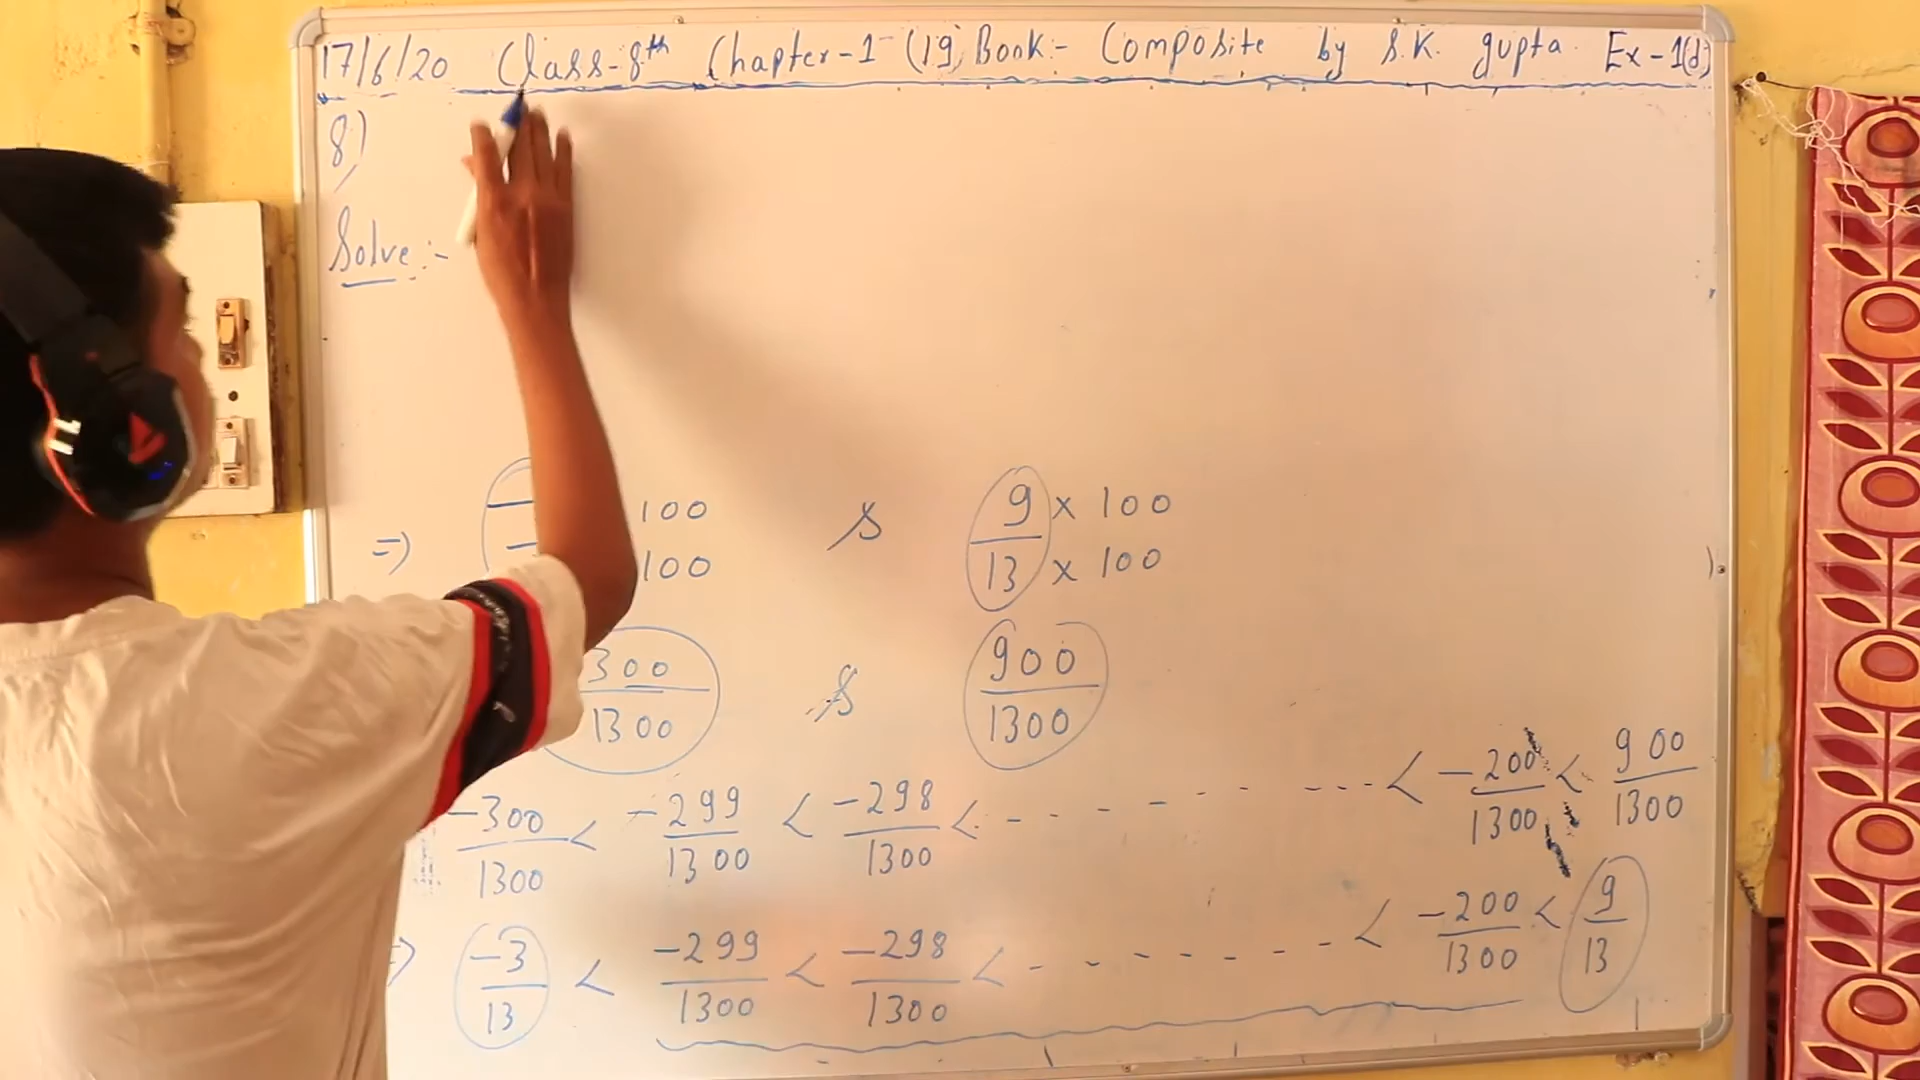 17/6/20 Class-8th Chapter-1 (19) Book:- Composite by S.K. gupta. Ex-1(d)
8)
Solve:-
=> 100 & 9 x 100
100 13 x 100
300 & 900
1300 1300
-300 < -299 < -298 < - - - - - - - - - - < -200 < 900
1300 1300 1300 1300 1300
=> -3 < -299 < -298 < - - - - - - - - < -200 < 9
13 1300 1300 1300 13